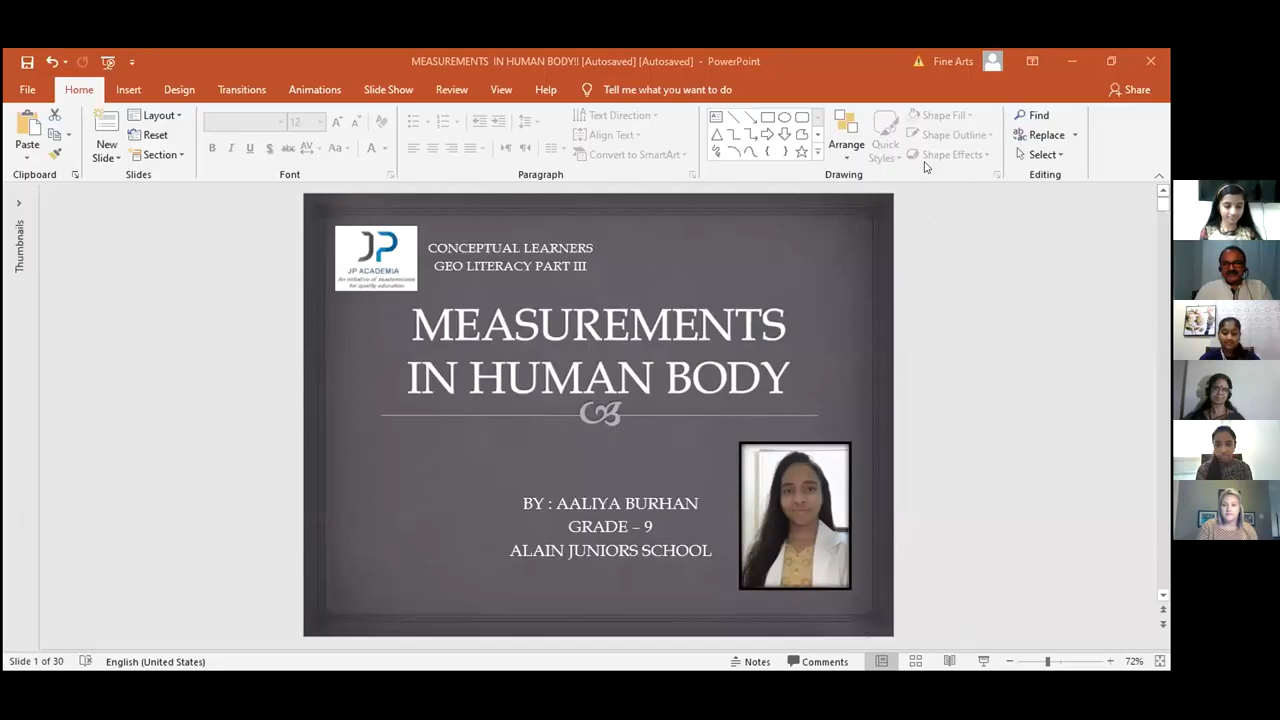 MEASUREMENTS IN HUMAN BODY!! [Autosaved] [Autosaved] - PowerPoint
Fine Arts
File Home Insert Design Transitions Animations Slide Show Review View Help Tell me what you want to do Share
Paste
Clipboard
New
Slide
Layout
Reset
Section
Slides
12
B I U S abc AV Aa A
Font
Text Direction
Align Text
Convert to SmartArt
Paragraph
Arrange
Quick
Styles
Shape Fill
Shape Outline
Shape Effects
Drawing
Find
Replace
Select
Editing
Thumbnails
JP
JP ACADEMIA
An initiative of academicians
for quality education
CONCEPTUAL LEARNERS
GEO LITERACY PART III
MEASUREMENTS
IN HUMAN BODY
BY : AALIYA BURHAN
GRADE – 9
ALAIN JUNIORS SCHOOL
Slide 1 of 30
English (United States)
Notes
Comments
72%